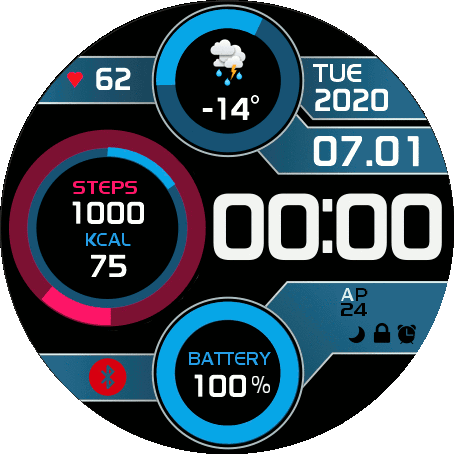 62
-14°
TUE
2020
07.01
STEPS
1000
KCAL
75
00:00
AP
24
BATTERY
100%